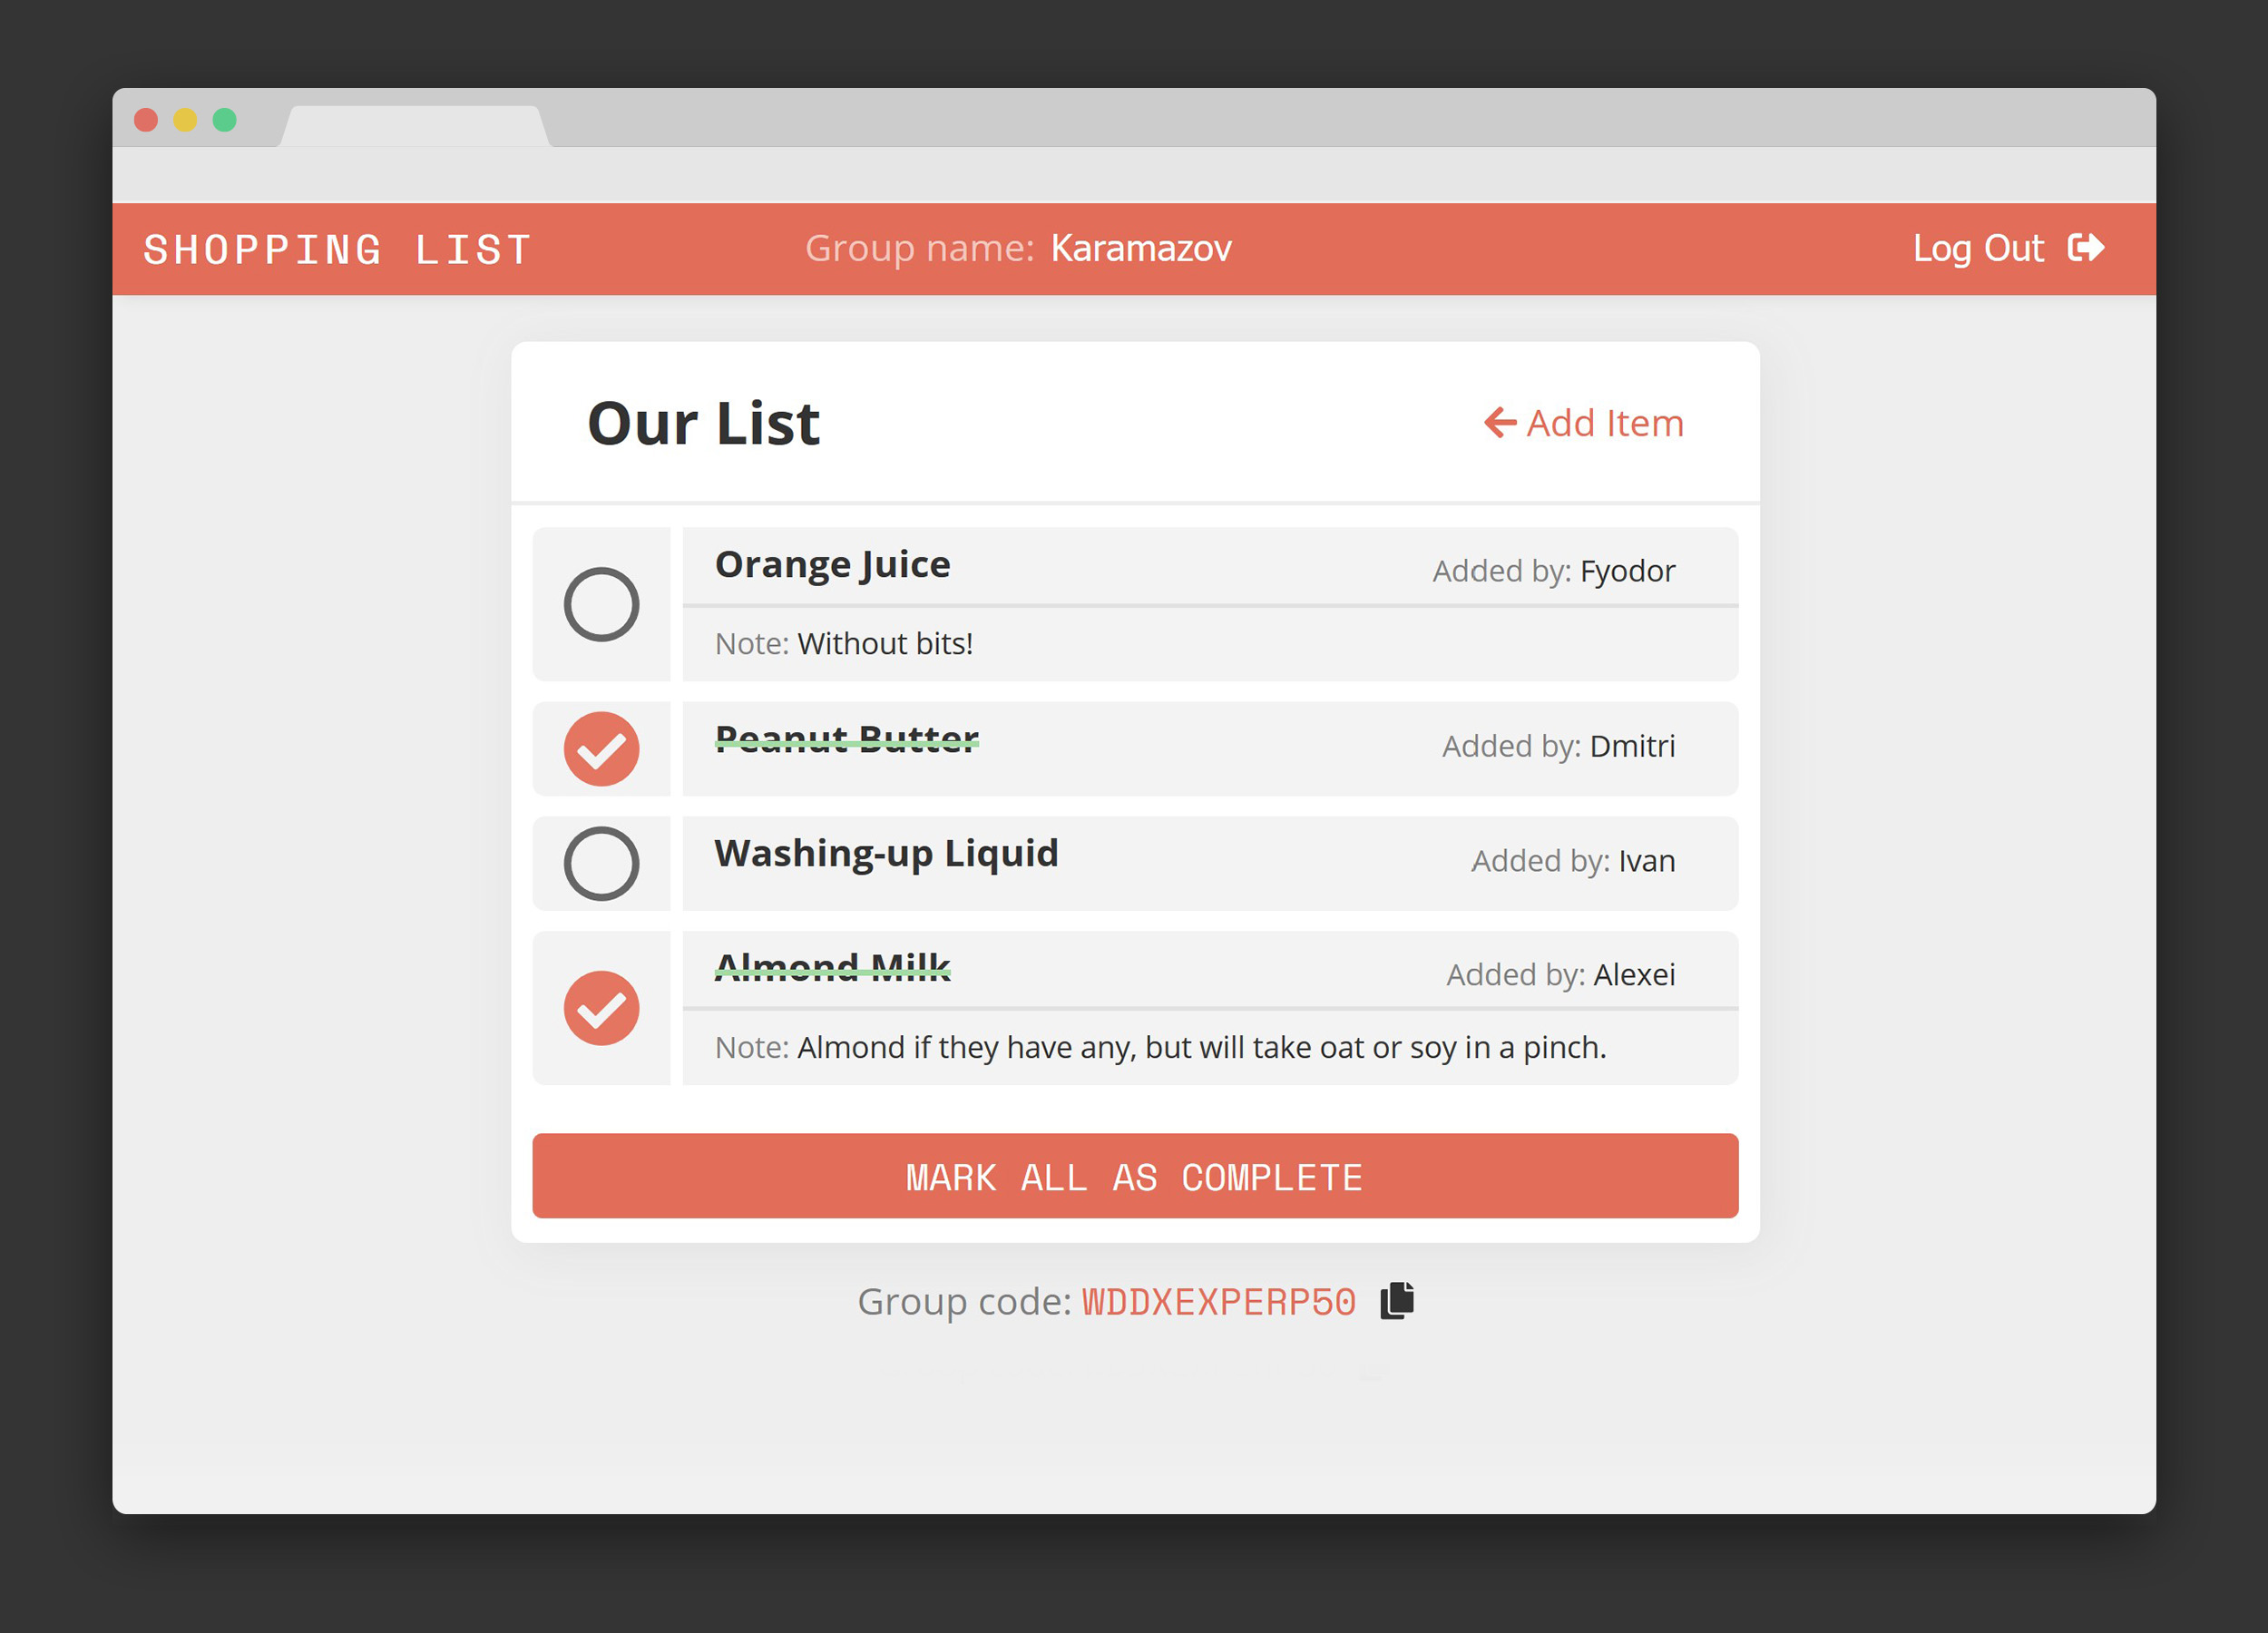 SHOPPING LIST
Group name: Karamazov
Log Out
Our List
Add Item
Orange Juice
Added by: Fyodor
Note: Without bits!
Peanut Butter
Added by: Dmitri
Washing-up Liquid
Added by: Ivan
Almond Milk
Added by: Alexei
Note: Almond if they have any, but will take oat or soy in a pinch.
MARK ALL AS COMPLETE
Group code: WDDXEXPERP50